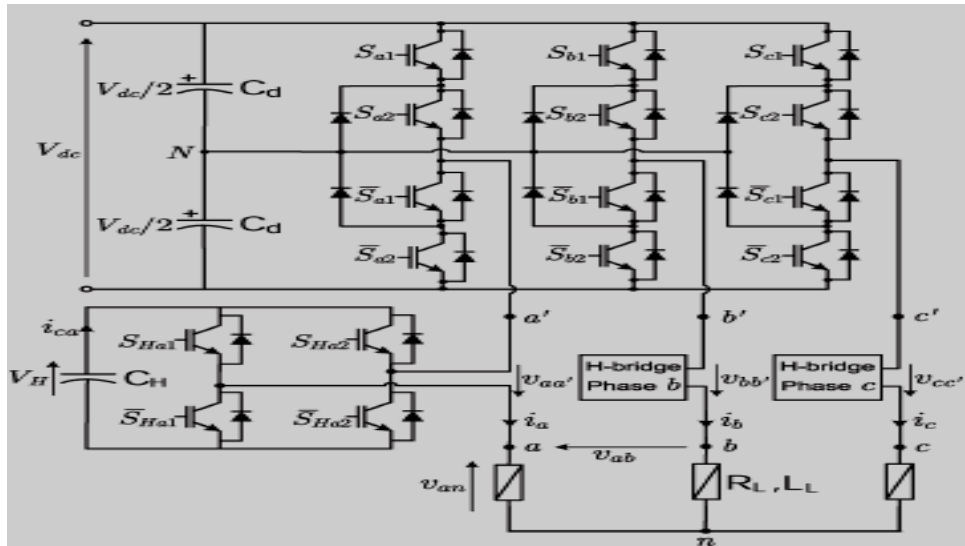 S_a1 S_b1 S_c1
V_dc/2 + C_d
S_a2 S_b2 S_c2
V_dc N
S̅_a1 S̅_b1 S̅_c1
V_dc/2 + C_d
S̅_a2 S̅_b2 S̅_c2
i_ca a' b' c'
S_Ha1 S_Ha2
V_H C_H
H-bridge Phase b
H-bridge Phase c
v_aa' v_bb' v_cc'
S̅_Ha1 S̅_Ha2
i_a i_b i_c
a b c
v_ab
v_an R_L, L_L
n